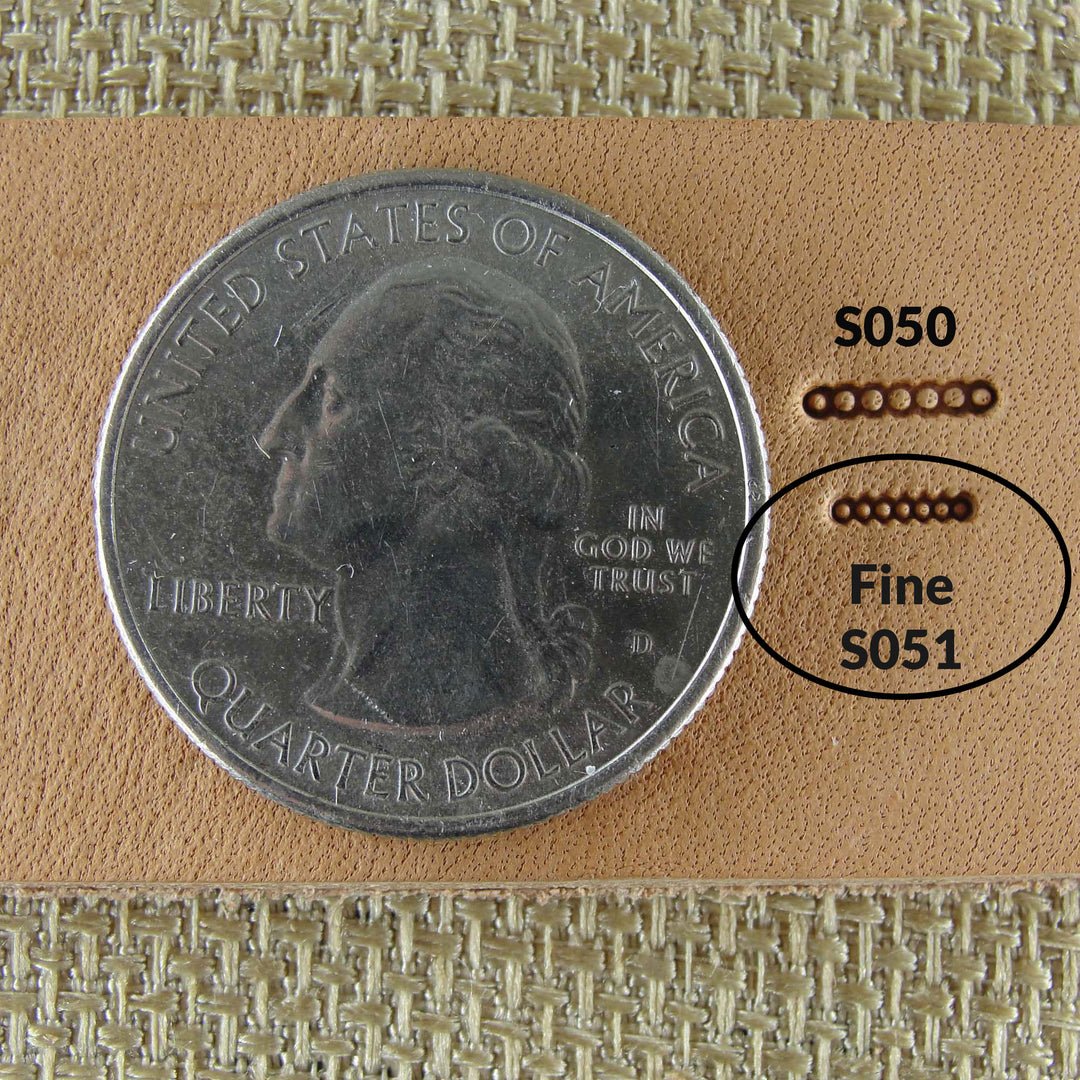 UNITED STATES OF AMERICA
LIBERTY
IN
GOD WE
TRUST
D
QUARTER DOLLAR
S050
Fine
S051